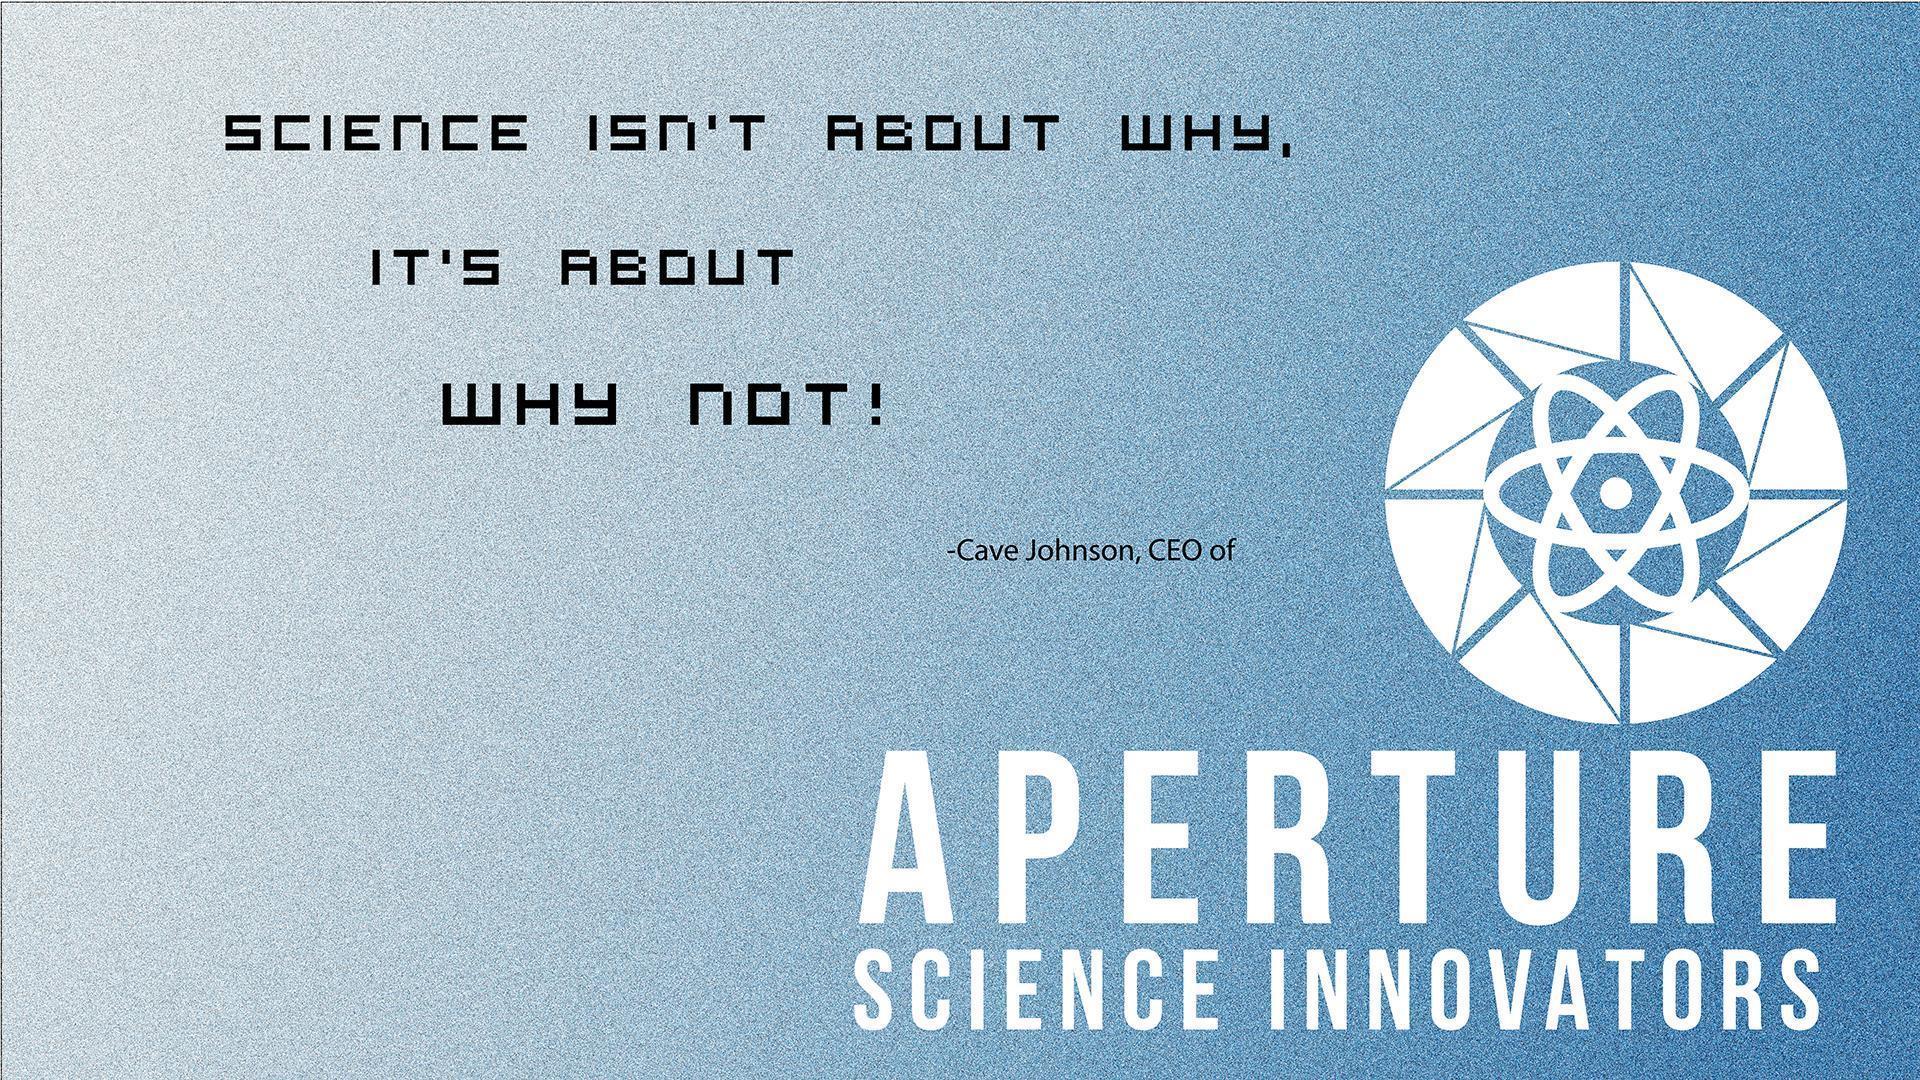 SCIENCE ISN'T ABOUT WHY,
IT'S ABOUT
WHY NOT!
-Cave Johnson, CEO of
APERTURE
SCIENCE INNOVATORS